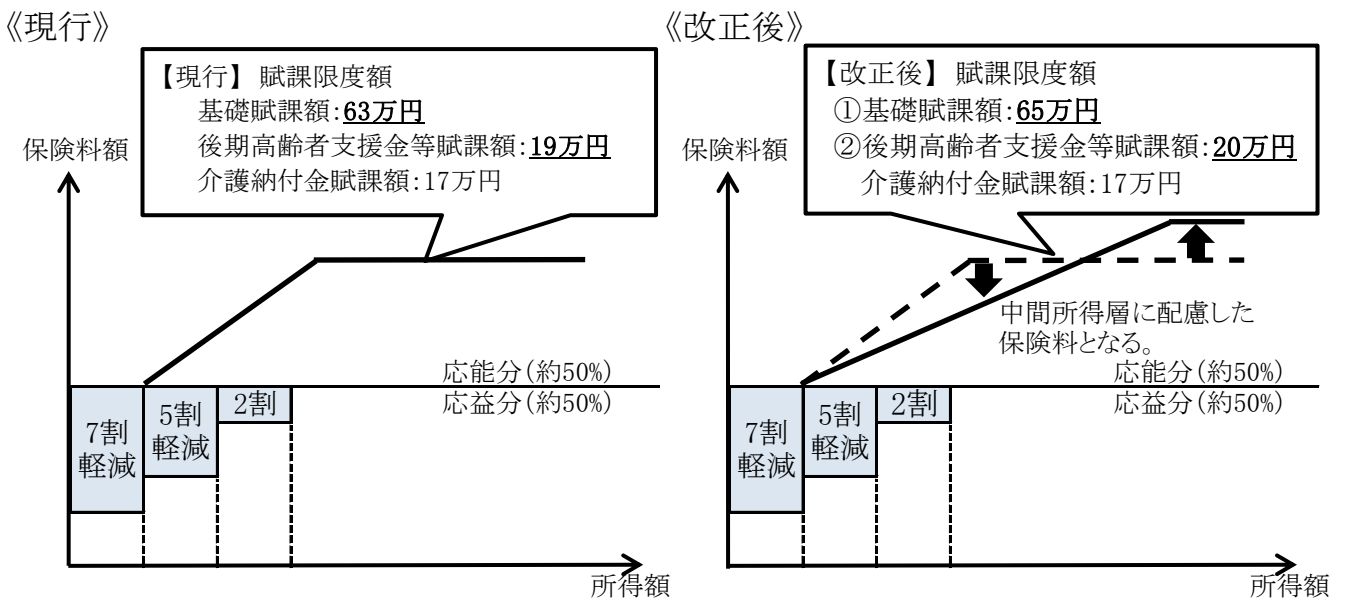 《現行》
【現行】賦課限度額
基礎賦課額:63万円
後期高齢者支援金等賦課額:19万円
介護納付金賦課額:17万円
保険料額
応能分(約50%)
応益分(約50%)
7割
軽減
5割
軽減
2割
所得額
《改正後》
【改正後】賦課限度額
①基礎賦課額:65万円
②後期高齢者支援金等賦課額:20万円
介護納付金賦課額:17万円
保険料額
中間所得層に配慮した
保険料となる。
応能分(約50%)
応益分(約50%)
7割
軽減
5割
軽減
2割
所得額